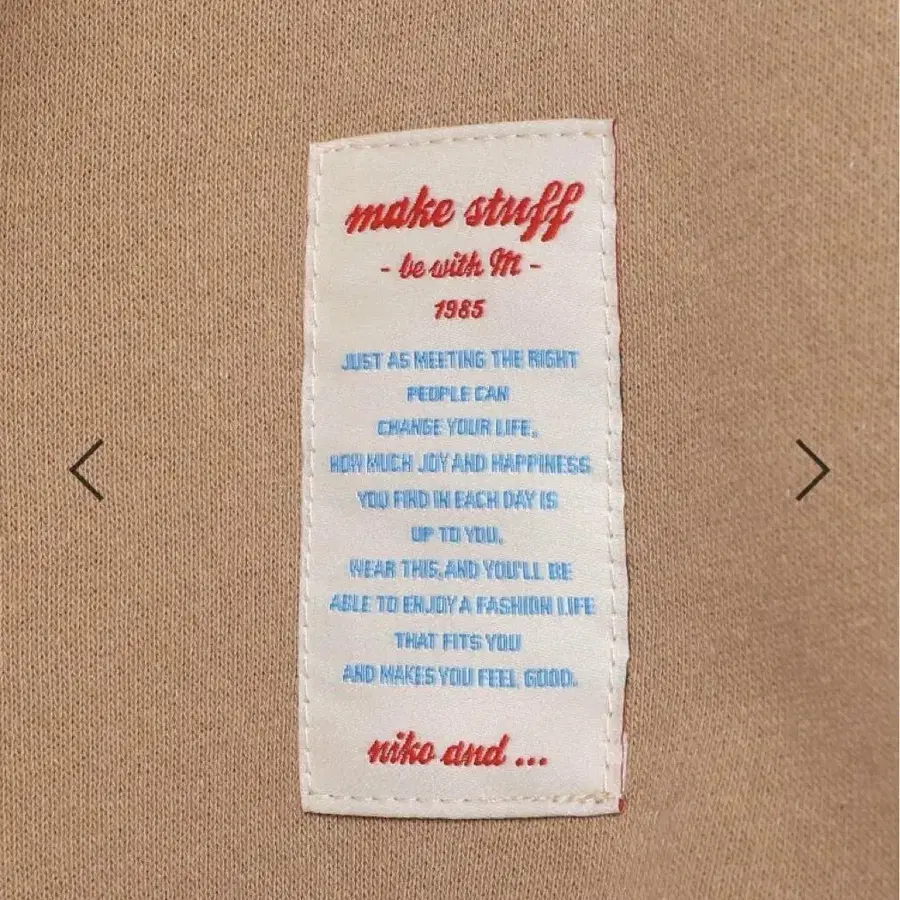 make stuff
- be with M -
1985
JUST AS MEETING THE RIGHT
PEOPLE CAN
CHANGE YOUR LIFE,
HOW MUCH JOY AND HAPPINESS
YOU FIND IN EACH DAY IS
UP TO YOU.
WEAR THIS, AND YOU'LL BE
ABLE TO ENJOY A FASHION LIFE
THAT FITS YOU
AND MAKES YOU FEEL GOOD.
niko and ...